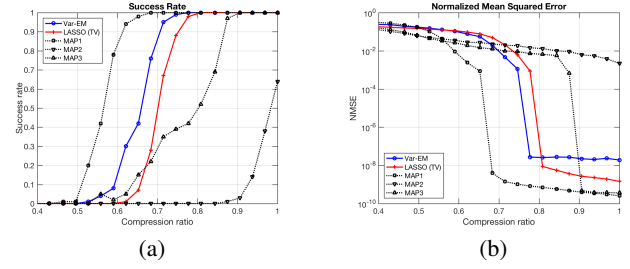 Success Rate
1
0.9
0.8
0.7
0.6
0.5
0.4
0.3
0.2
0.1
0
Success rate
Var-EM
LASSO (TV)
MAP1
MAP2
MAP3
0.4 0.5 0.6 0.7 0.8 0.9 1
Compression ratio
(a)
Normalized Mean Squared Error
10^0
10^-2
10^-4
10^-6
10^-8
10^-10
NMSE
Var-EM
LASSO (TV)
MAP1
MAP2
MAP3
0.4 0.5 0.6 0.7 0.8 0.9 1
Compression ratio
(b)